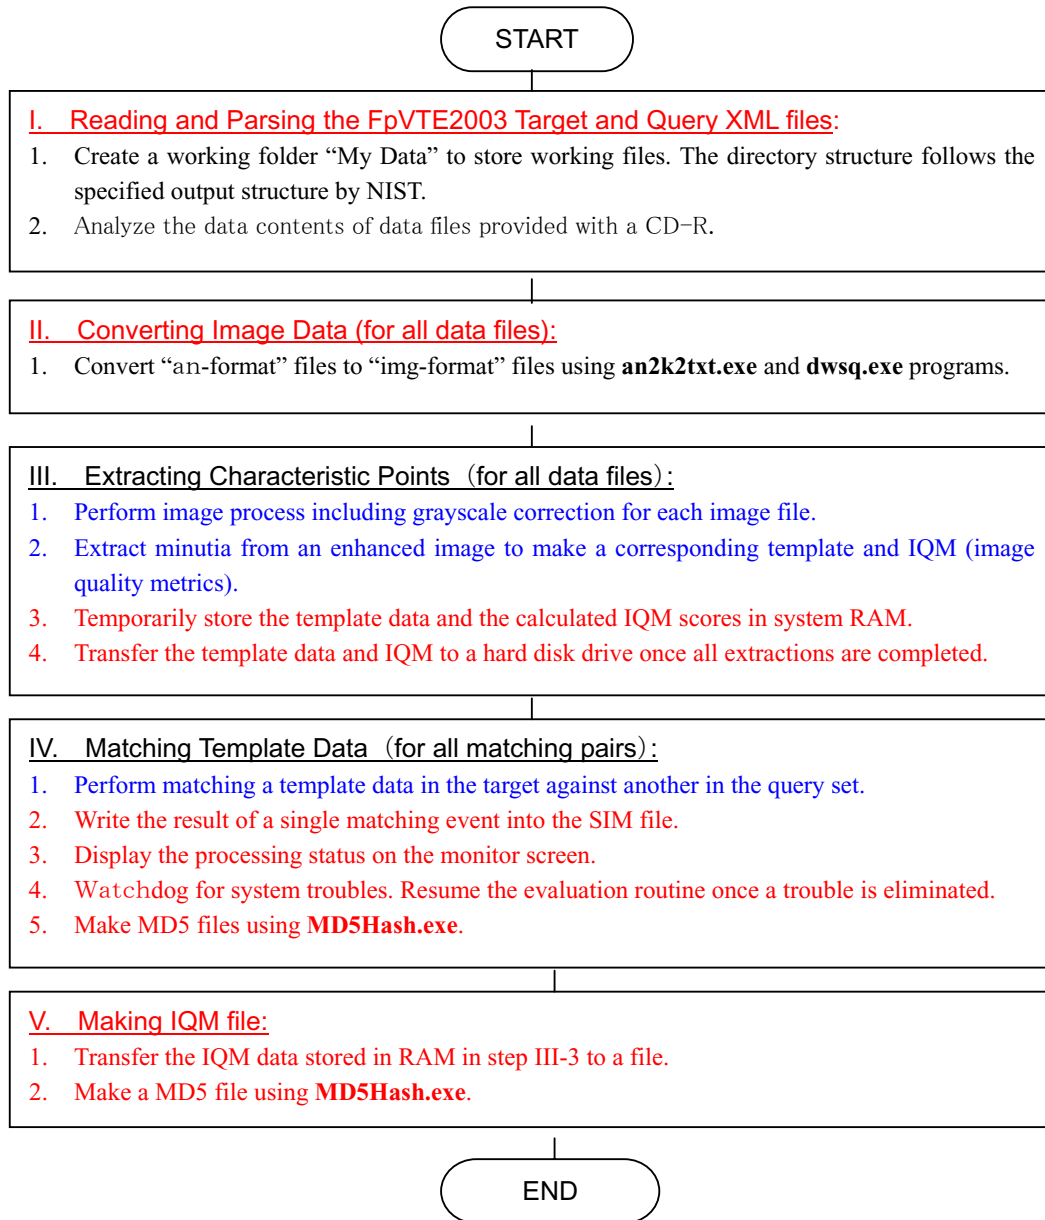 START
I. Reading and Parsing the FpVTE2003 Target and Query XML files:
1. Create a working folder “My Data” to store working files. The directory structure follows the
specified output structure by NIST.
2. Analyze the data contents of data files provided with a CD-R.
II. Converting Image Data (for all data files):
1. Convert “an-format” files to “img-format” files using an2k2txt.exe and dwsq.exe programs.
III. Extracting Characteristic Points (for all data files):
1. Perform image process including grayscale correction for each image file.
2. Extract minutia from an enhanced image to make a corresponding template and IQM (image
quality metrics).
3. Temporarily store the template data and the calculated IQM scores in system RAM.
4. Transfer the template data and IQM to a hard disk drive once all extractions are completed.
IV. Matching Template Data (for all matching pairs):
1. Perform matching a template data in the target against another in the query set.
2. Write the result of a single matching event into the SIM file.
3. Display the processing status on the monitor screen.
4. Watchdog for system troubles. Resume the evaluation routine once a trouble is eliminated.
5. Make MD5 files using MD5Hash.exe.
V. Making IQM file:
1. Transfer the IQM data stored in RAM in step III-3 to a file.
2. Make a MD5 file using MD5Hash.exe.
END